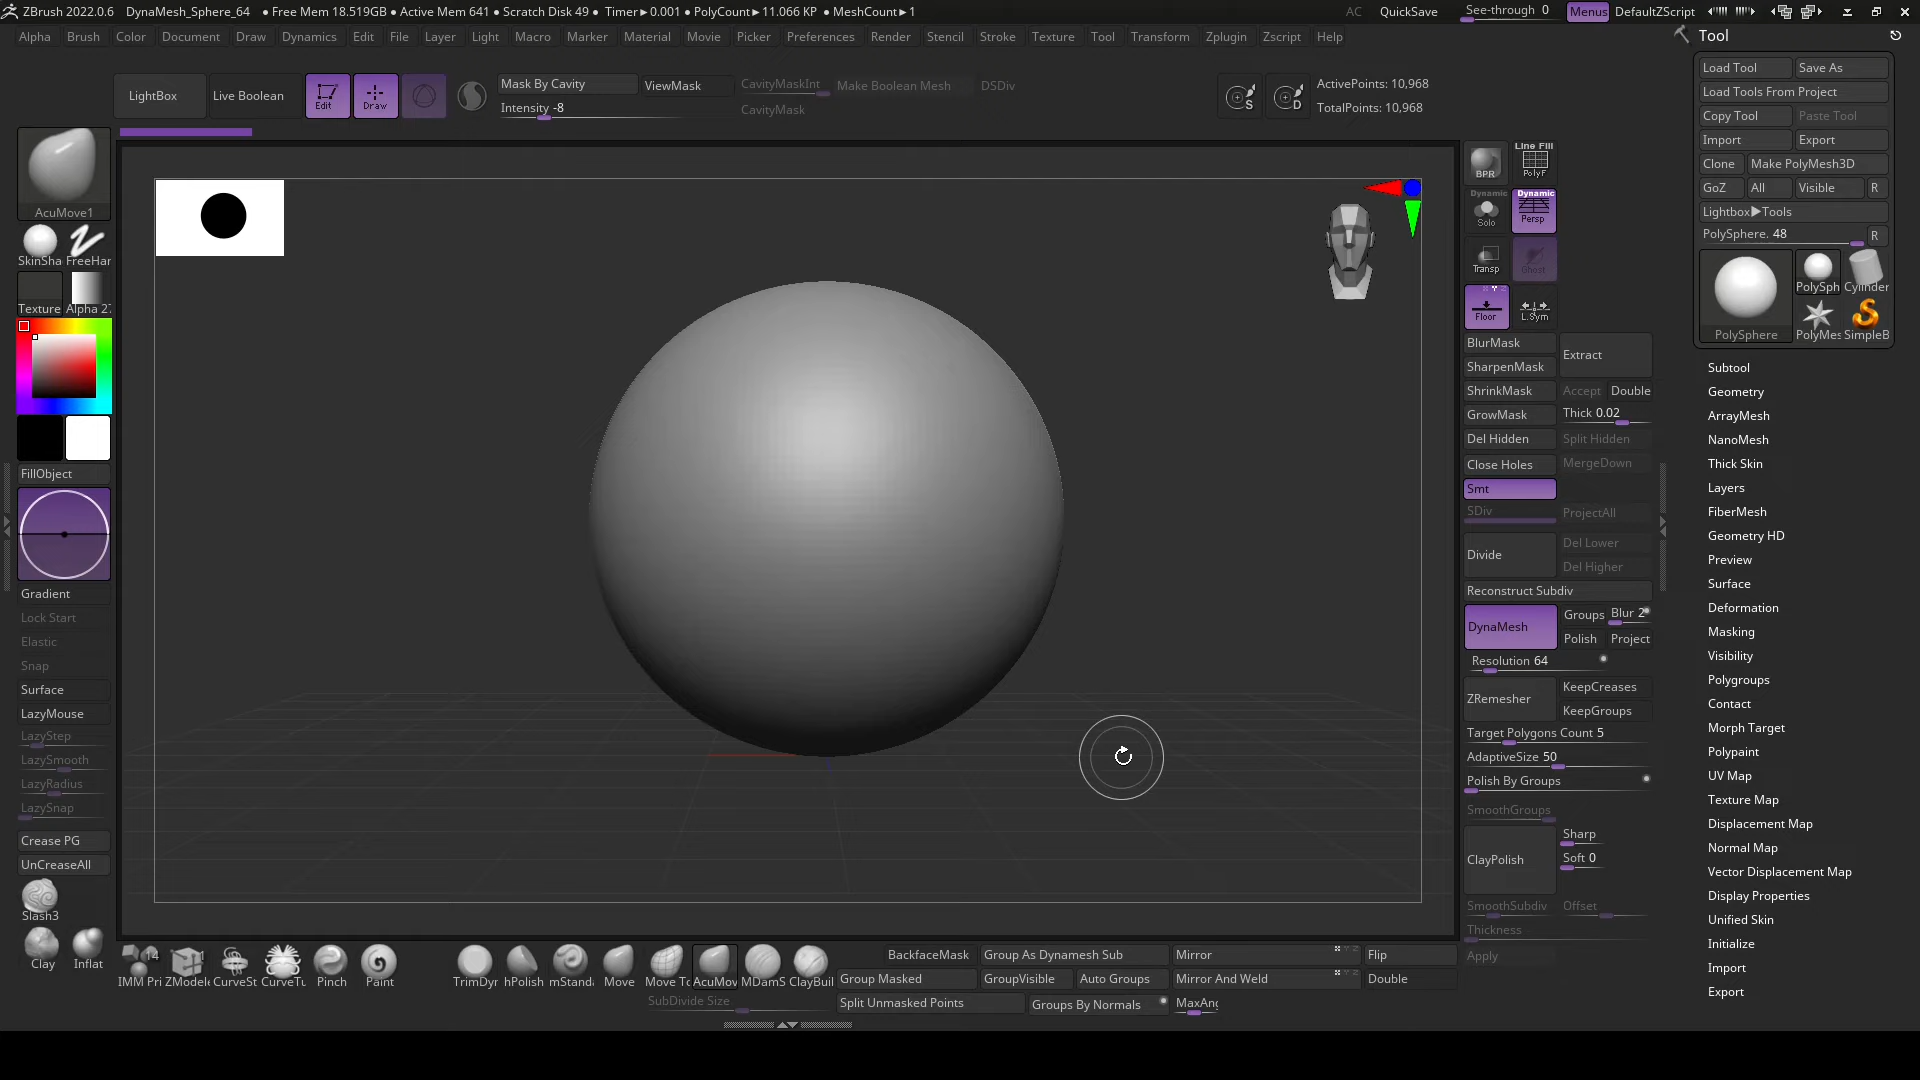 ZBrush 2022.0.6 DynaMesh_Sphere_64 • Free Mem 18.519GB • Active Mem 641 • Scratch Disk 49 • Timer▶0.001 • PolyCount▶11.066 KP • MeshCount▶1 AC QuickSave See-through 0 Menus DefaultZScript
Alpha Brush Color Document Draw Dynamics Edit File Layer Light Macro Marker Material Movie Picker Preferences Render Stencil Stroke Texture Tool Transform Zplugin Zscript Help
LightBox Live Boolean Edit Draw
Mask By Cavity ViewMask CavityMaskInt Make Boolean Mesh DSDiv
Intensity -8 CavityMask
S D
ActivePoints: 10,968
TotalPoints: 10,968
AcuMove1
SkinSha FreeHar
Texture Alpha 2
FillObject
Gradient
Lock Start
Elastic
Snap
Surface
LazyMouse
LazyStep
LazySmooth
LazyRadius
LazySnap
Crease PG
UnCreaseAll
Slash3
Clay Inflat
BPR Line Fill PolyF
Dynamic Solo Dynamic Persp
Transp Ghost
Floor L.Sym
BlurMask Extract
SharpenMask
ShrinkMask Accept Double
GrowMask Thick 0.02
Del Hidden Split Hidden
Close Holes MergeDown
Smt
SDiv ProjectAll
Divide Del Lower
Del Higher
Reconstruct Subdiv
DynaMesh Groups Blur 2
Polish Project
Resolution 64
ZRemesher KeepCreases
KeepGroups
Target Polygons Count 5
AdaptiveSize 50
Polish By Groups
SmoothGroups
ClayPolish Sharp
Soft 0
SmoothSubdiv Offset
Thickness
Apply
Tool
Load Tool Save As
Load Tools From Project
Copy Tool Paste Tool
Import Export
Clone Make PolyMesh3D
GoZ All Visible R
Lightbox▶Tools
PolySphere. 48 R
PolySph Cylinder
PolySphere PolyMes SimpleB
Subtool
Geometry
ArrayMesh
NanoMesh
Thick Skin
Layers
FiberMesh
Geometry HD
Preview
Surface
Deformation
Masking
Visibility
Polygroups
Contact
Morph Target
Polypaint
UV Map
Texture Map
Displacement Map
Normal Map
Vector Displacement Map
Display Properties
Unified Skin
Initialize
Import
Export
14
IMM Pri ZModele CurveSt CurveTu Pinch Paint TrimDyr hPolish mStand Move Move To AcuMov MDamS ClayBuil
BackfaceMask Group As Dynamesh Sub Mirror Flip
Group Masked GroupVisible Auto Groups Mirror And Weld Double
SubDivide Size Split Unmasked Points Groups By Normals MaxAng